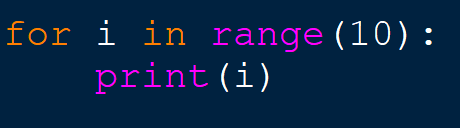 for i in range(10):
    print(i)